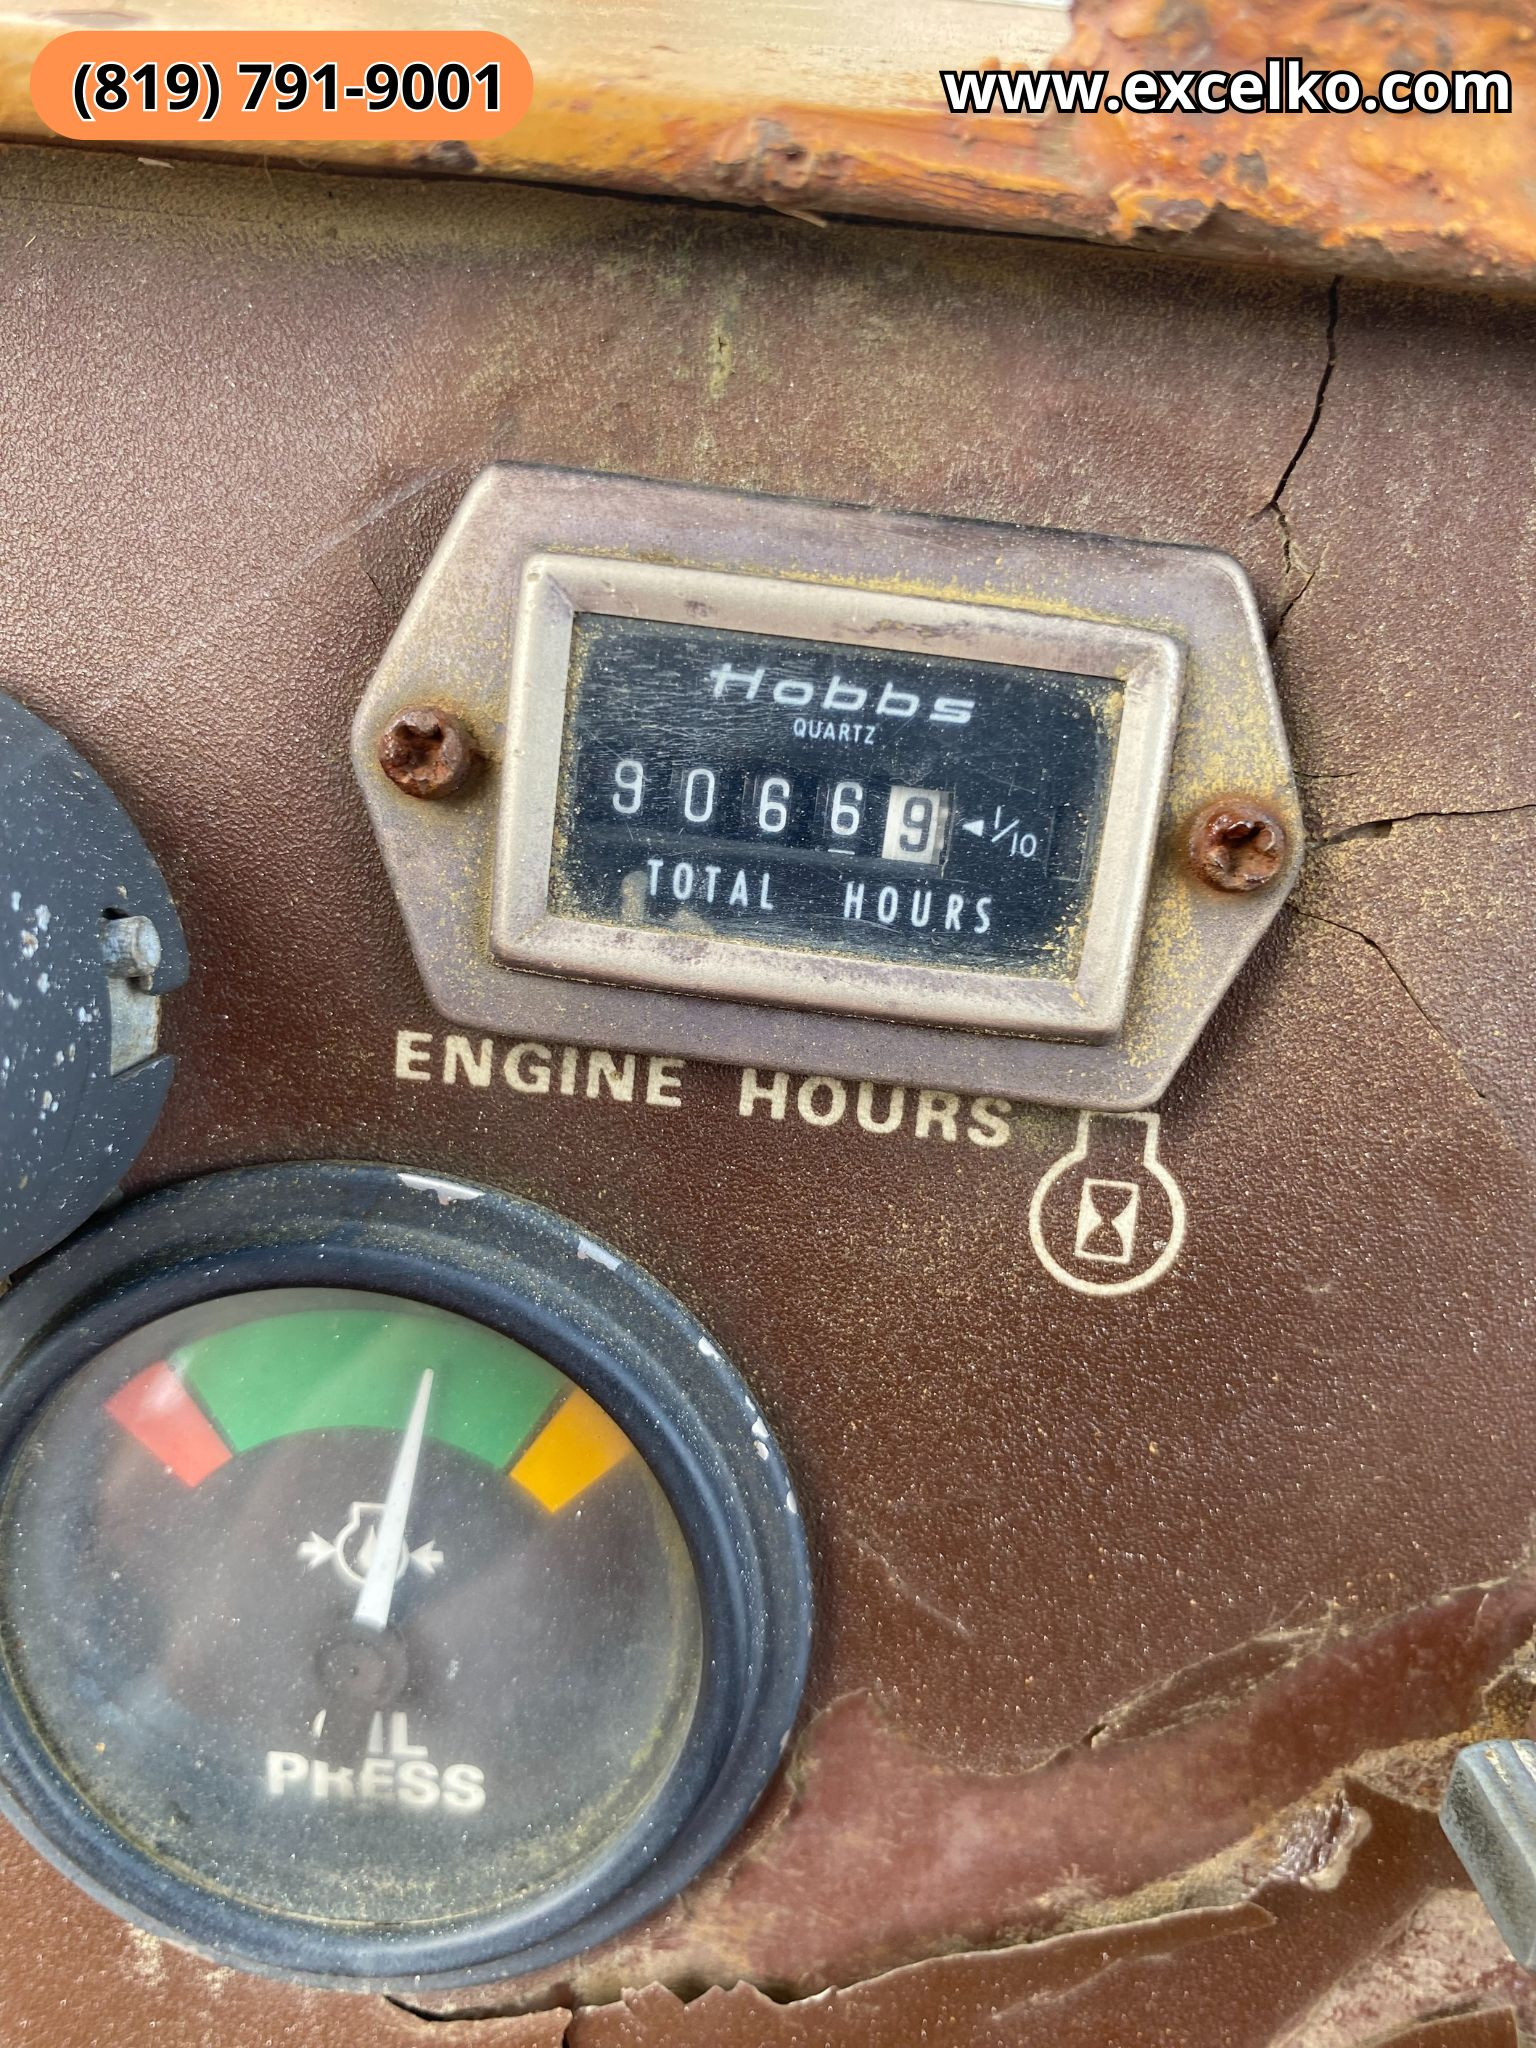 (819) 791-9001
www.excelko.com
Hobbs
QUARTZ
90669 ◄ 1/10
TOTAL HOURS
ENGINE HOURS
PRESS